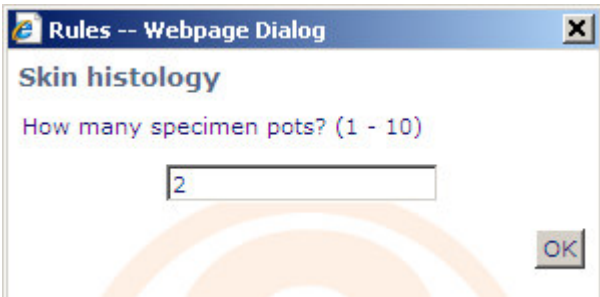 Rules -- Webpage Dialog
Skin histology
How many specimen pots? (1 - 10)
2
OK